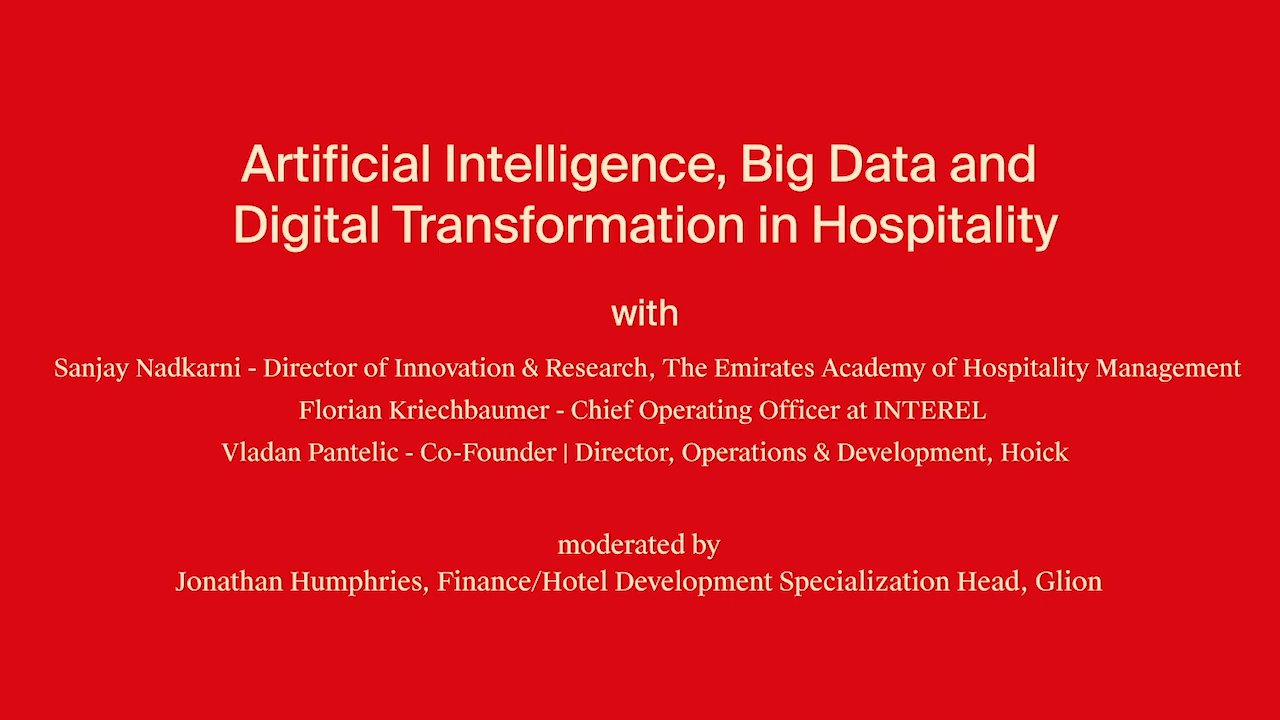 Artificial Intelligence, Big Data and
Digital Transformation in Hospitality
with
Sanjay Nadkarni - Director of Innovation & Research, The Emirates Academy of Hospitality Management
Florian Kriechbaumer - Chief Operating Officer at INTEREL
Vladan Pantelic - Co-Founder | Director, Operations & Development, Hoick
moderated by
Jonathan Humphries, Finance/Hotel Development Specialization Head, Glion